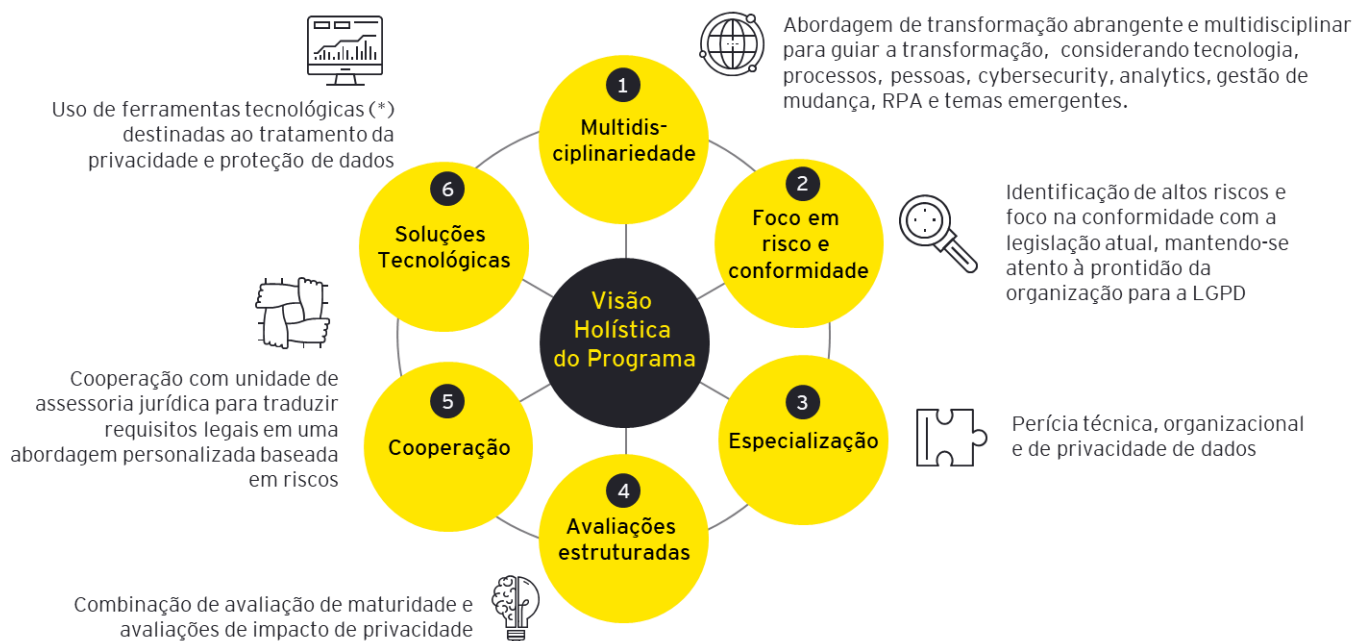 Abordagem de transformação abrangente e multidisciplinar
para guiar a transformação, considerando tecnologia,
processos, pessoas, cybersecurity, analytics, gestão de
mudança, RPA e temas emergentes.
1
Multidis-
ciplinariedade
2
Foco em
risco e
conformidade
Identificação de altos riscos e
foco na conformidade com a
legislação atual, mantendo-se
atento à prontidão da
organização para a LGPD
3
Especialização
Perícia técnica, organizacional
e de privacidade de dados
4
Avaliações
estruturadas
Combinação de avaliação de maturidade e
avaliações de impacto de privacidade
5
Cooperação
Cooperação com unidade de
assessoria jurídica para traduzir
requisitos legais em uma
abordagem personalizada baseada
em riscos
6
Soluções
Tecnológicas
Uso de ferramentas tecnológicas (*)
destinadas ao tratamento da
privacidade e proteção de dados
Visão
Holística
do Programa